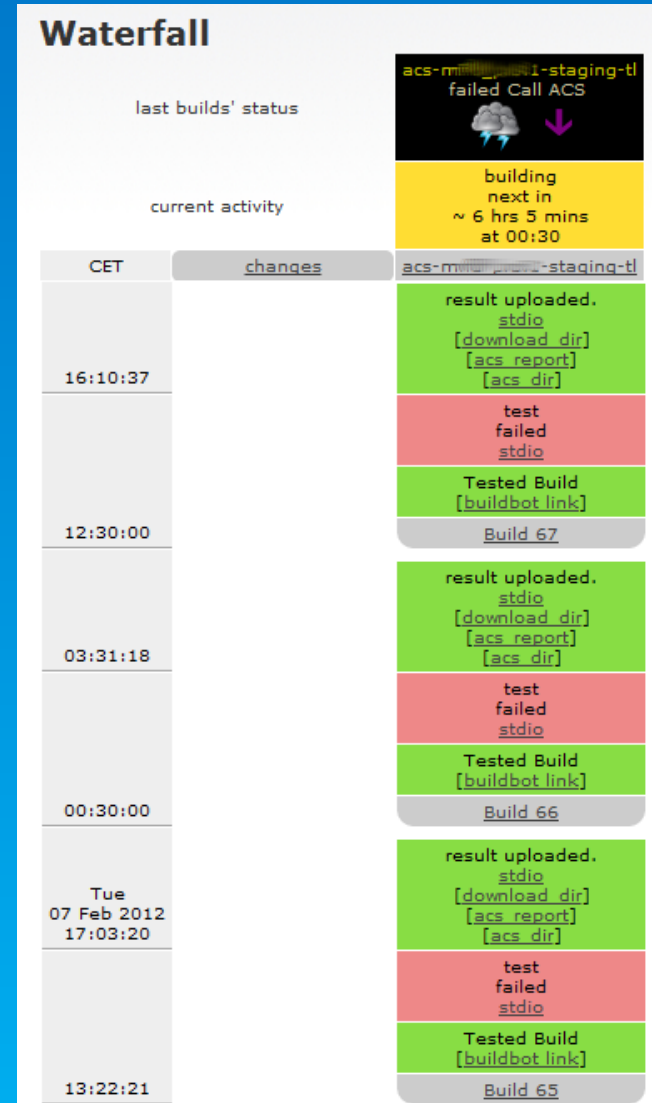 Waterfall
last builds' status
-staging-tl
failed Call ACS
current activity
building
next in
~ 6 hrs 5 mins
at 00:30
CET
changes
-staging-tl
result uploaded.
stdio
[download_dir]
[acs_report]
[acs_dir]
16:10:37
test
failed
stdio
Tested Build
[buildbot link]
12:30:00
Build 67
result uploaded.
stdio
[download_dir]
[acs_report]
[acs_dir]
03:31:18
test
failed
stdio
Tested Build
[buildbot link]
00:30:00
Build 66
result uploaded.
stdio
Tue
07 Feb 2012
17:03:20
[download_dir]
[acs_report]
[acs_dir]
test
failed
stdio
Tested Build
[buildbot link]
13:22:21
Build 65